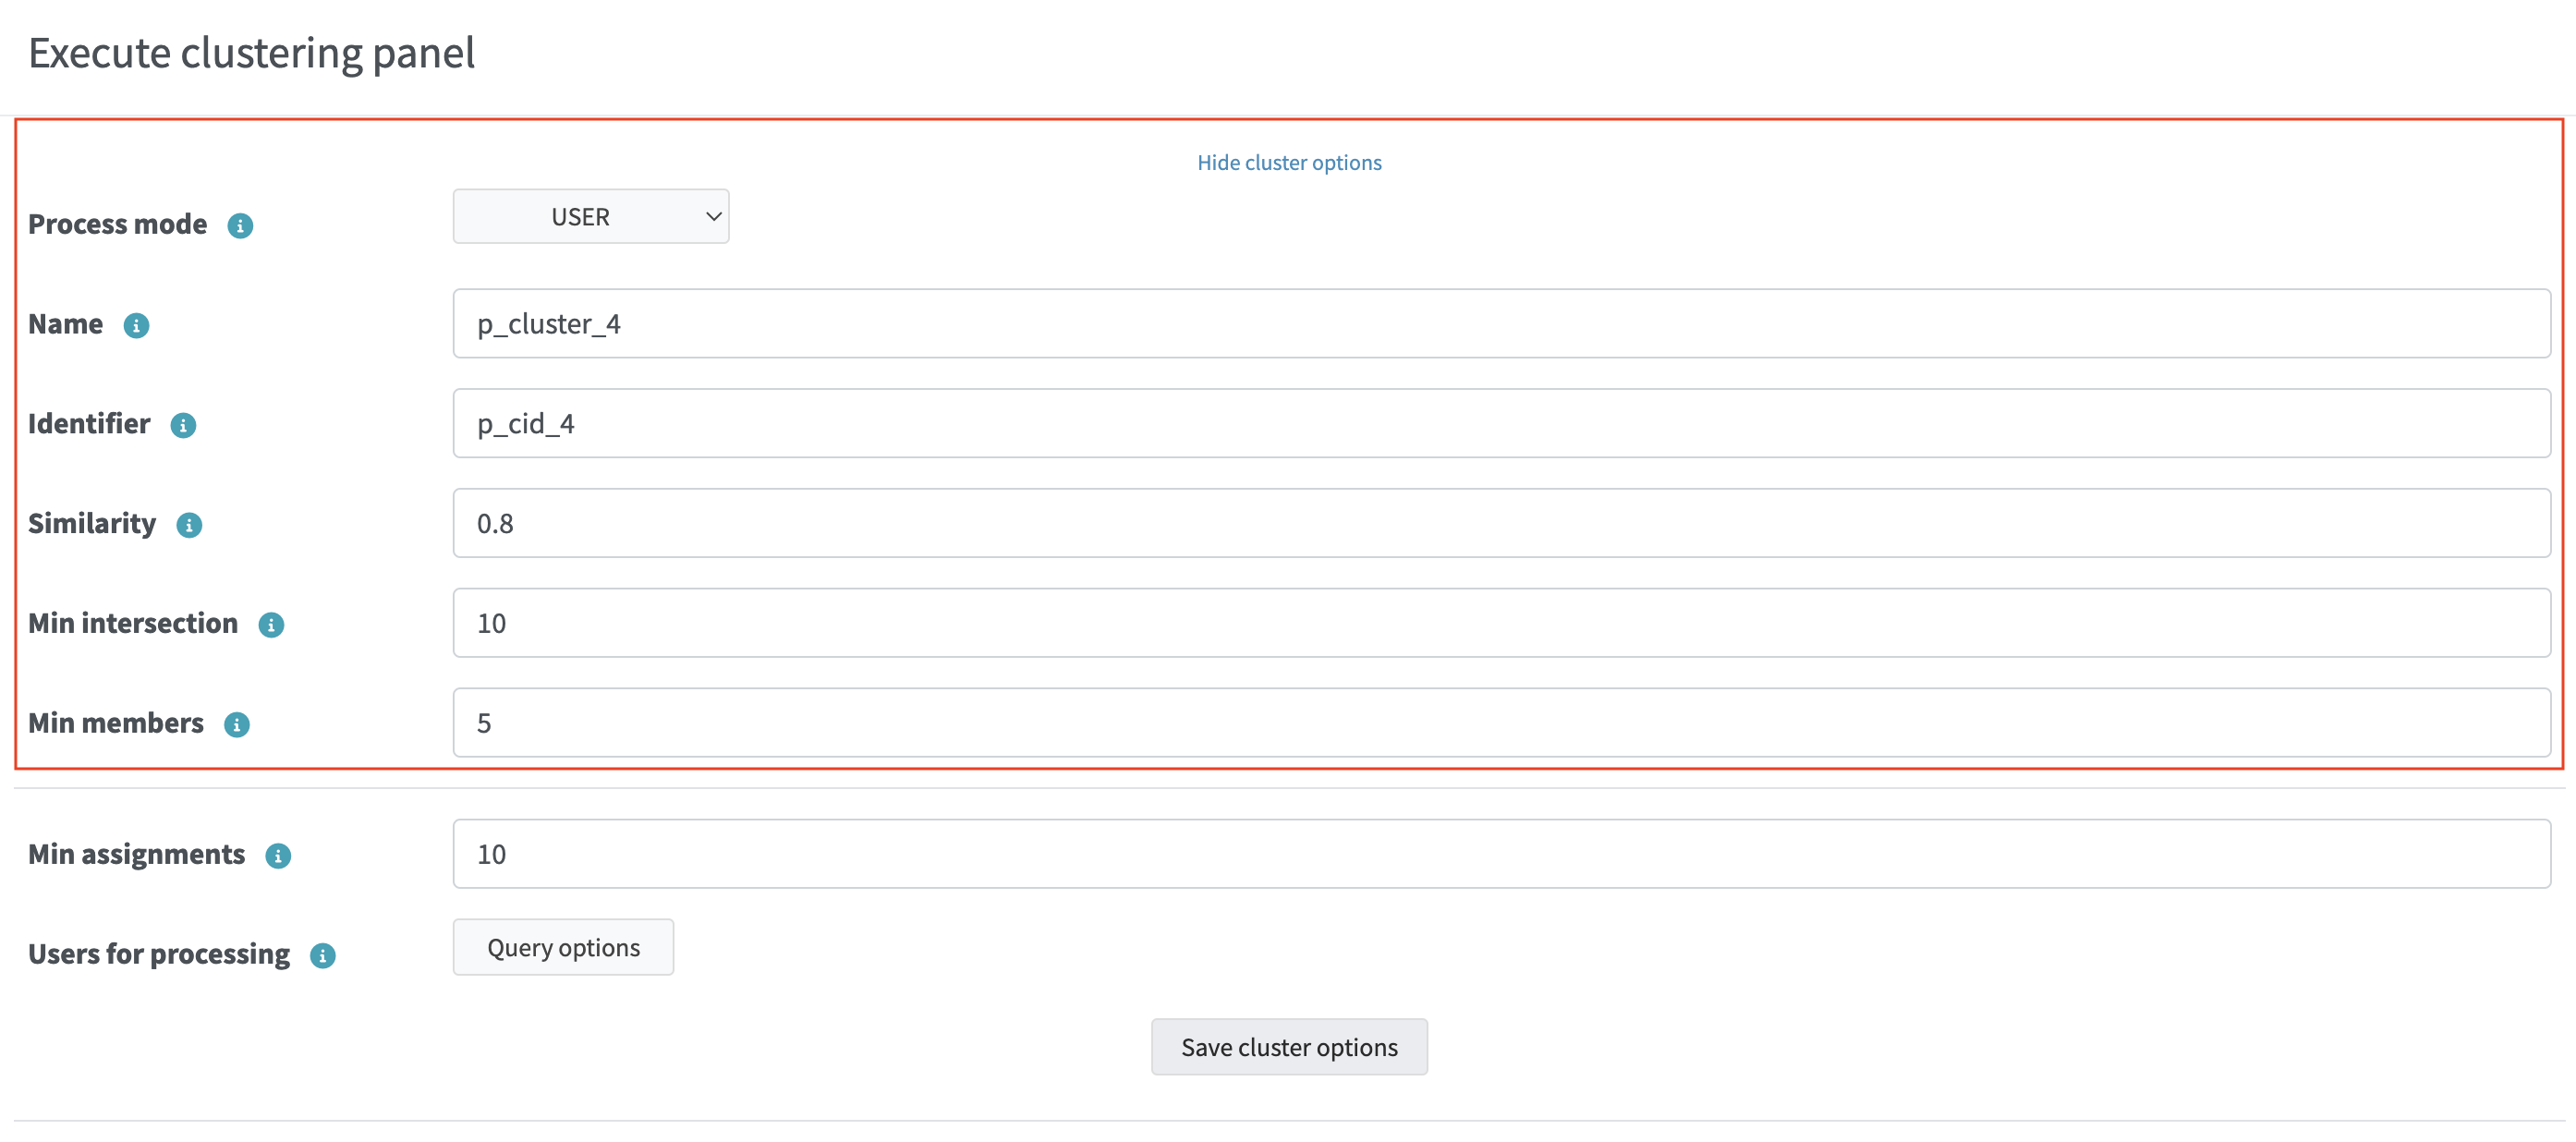 Execute clustering panel
Hide cluster options
Process mode USER
Name p_cluster_4
Identifier p_cid_4
Similarity 0.8
Min intersection 10
Min members 5
Min assignments 10
Users for processing Query options
Save cluster options